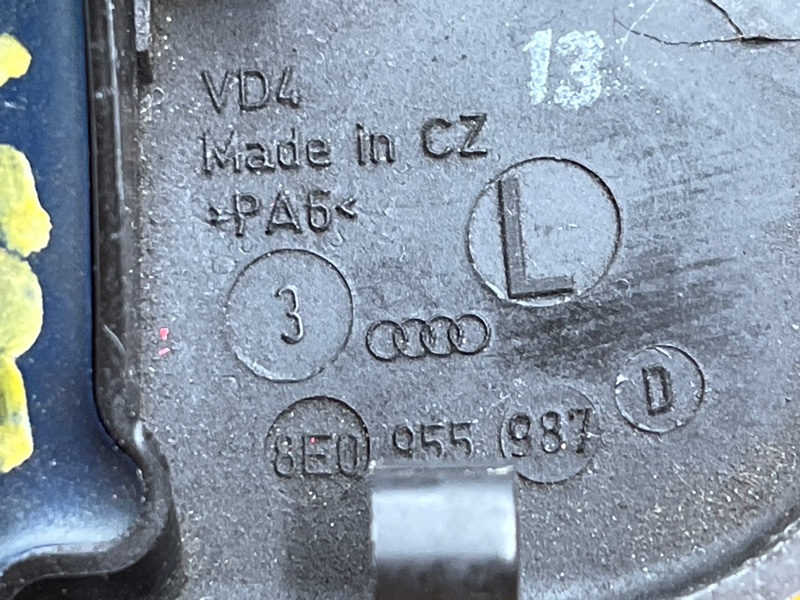 13
VD4
Made in CZ
>PA6<
L
3
8E0 955 987 D